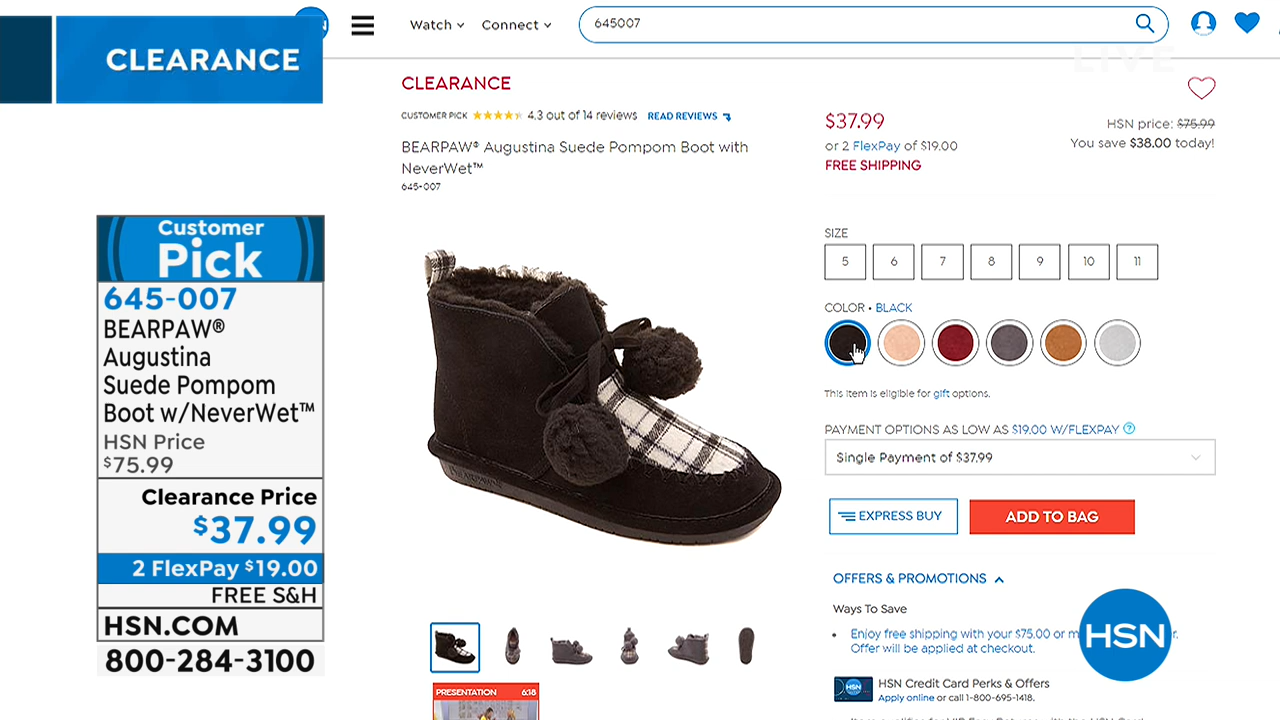 CLEARANCE
Customer
Pick
645-007
BEARPAW®
Augustina
Suede Pompom
Boot w/NeverWet™
HSN Price
$75.99
Clearance Price
$37.99
2 FlexPay $19.00
FREE S&H
HSN.COM
800-284-3100
Watch
Connect
645007
LIVE
CLEARANCE
CUSTOMER PICK 4.3 out of 14 reviews READ REVIEWS
BEARPAW® Augustina Suede Pompom Boot with
NeverWet™
645-007
$37.99
HSN price: $75.99
or 2 FlexPay of $19.00
You save $38.00 today!
FREE SHIPPING
SIZE
5 6 7 8 9 10 11
COLOR • BLACK
This item is eligible for gift options.
PAYMENT OPTIONS AS LOW AS $19.00 W/FLEXPAY ?
Single Payment of $37.99
EXPRESS BUY
ADD TO BAG
OFFERS & PROMOTIONS
Ways To Save
• Enjoy free shipping with your $75.00 or
Offer will be applied at checkout.
HSN
HSN
HSN Credit Card Perks & Offers
Apply online or call 1-800-695-1418.
PRESENTATION 6:18